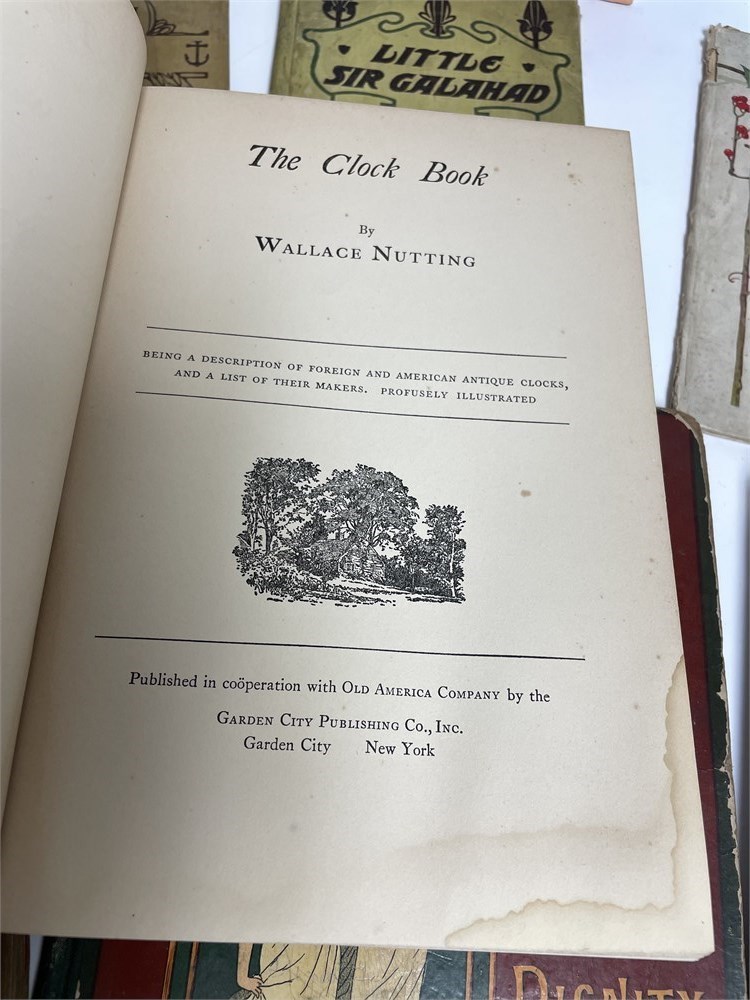 LITTLE
SIR GALAHAD
The Clock Book
By
WALLACE NUTTING
BEING A DESCRIPTION OF FOREIGN AND AMERICAN ANTIQUE CLOCKS,
AND A LIST OF THEIR MAKERS. PROFUSELY ILLUSTRATED
Published in coöperation with OLD AMERICA COMPANY by the
GARDEN CITY PUBLISHING CO., INC.
Garden City New York
DIGNITY